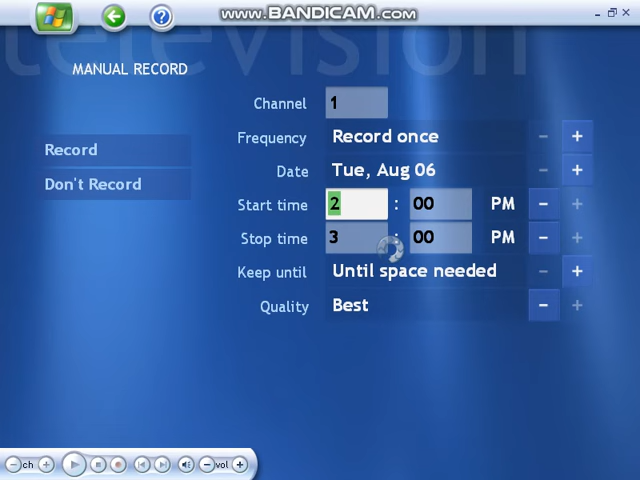 www.BANDICAM.com
television
MANUAL RECORD
Channel 1
Frequency Record once − +
Date Tue, Aug 06 − +
Start time 2 : 00 PM − +
Stop time 3 : 00 PM − +
Keep until Until space needed − +
Quality Best − +
Record
Don't Record
− ch + − vol +